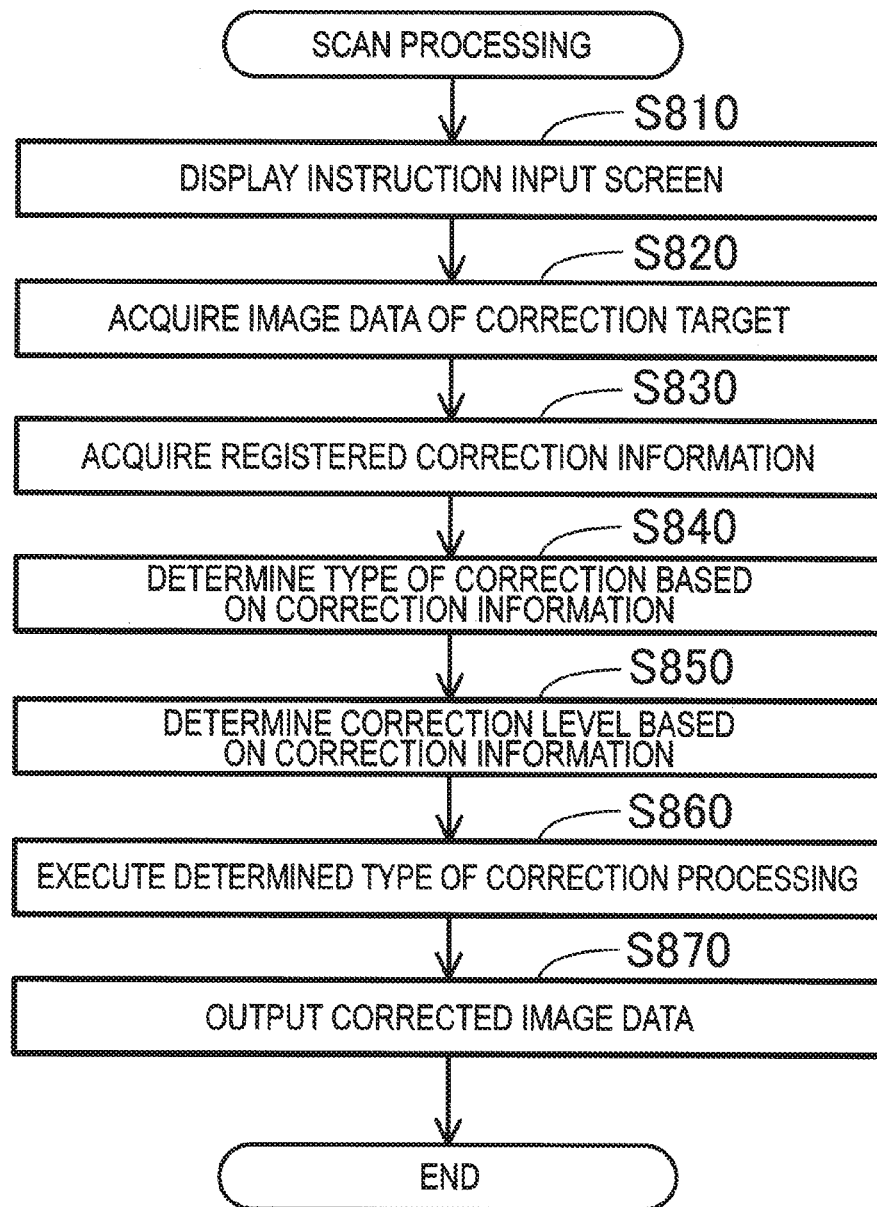 SCAN PROCESSING
S810
DISPLAY INSTRUCTION INPUT SCREEN
S820
ACQUIRE IMAGE DATA OF CORRECTION TARGET
S830
ACQUIRE REGISTERED CORRECTION INFORMATION
S840
DETERMINE TYPE OF CORRECTION BASED
ON CORRECTION INFORMATION
S850
DETERMINE CORRECTION LEVEL BASED
ON CORRECTION INFORMATION
S860
EXECUTE DETERMINED TYPE OF CORRECTION PROCESSING
S870
OUTPUT CORRECTED IMAGE DATA
END